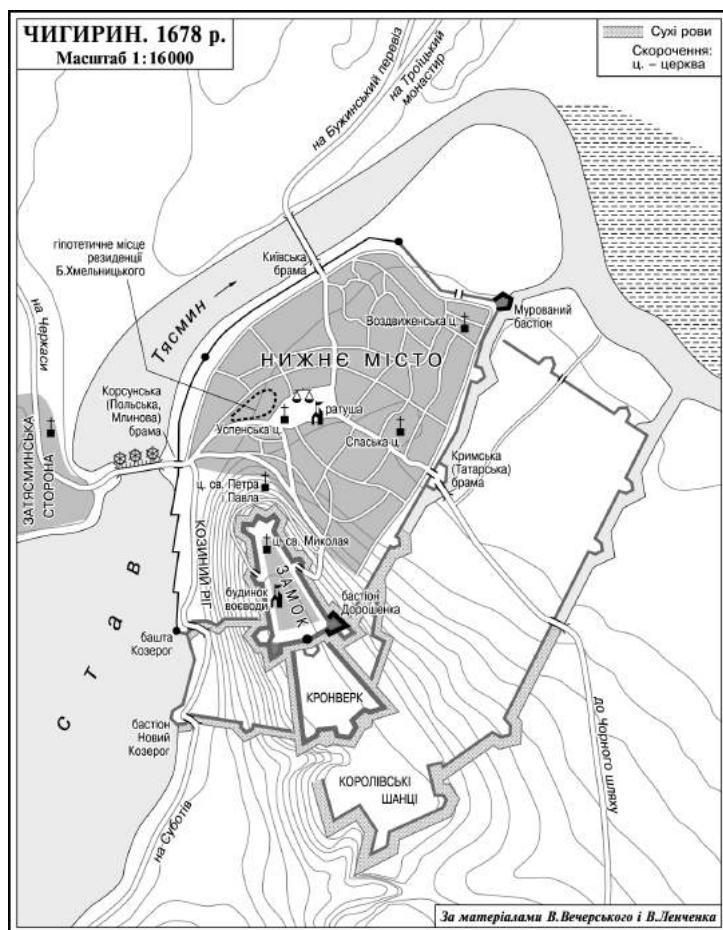 ЧИГИРИН. 1678 р.
Масштаб 1:16000
Сухі рови
Скорочення:
ц. – церква
на Бужинський перевіз
на Троїцький
монастир
гіпотетичне місце
резиденції
Б.Хмельницького
Київська
брама
на Черкаси
Тясмин
Мурований
бастіон
Воздвиженська ц.
НИЖНЄ МІСТО
Корсунська
(Польська,
Млинова)
брама
ратуша
Успенська ц.
Спаська ц.
ЗАТЯСМИНСЬКА
СТОРОНА
Кримська
(Татарська)
брама
ц. св. Петра
і Павла
КОЗИНИЙ РІГ
ц. св. Миколая
ЗАМОК
будинок
воєводи
бастіон
Дорошенка
Став
башта
Козерог
КРОНВЕРК
бастіон
Новий
Козерог
до Чорного шляху
КОРОЛІВСЬКІ
ШАНЦІ
на Суботів
За матеріалами В.Вечерського і В.Ленченка